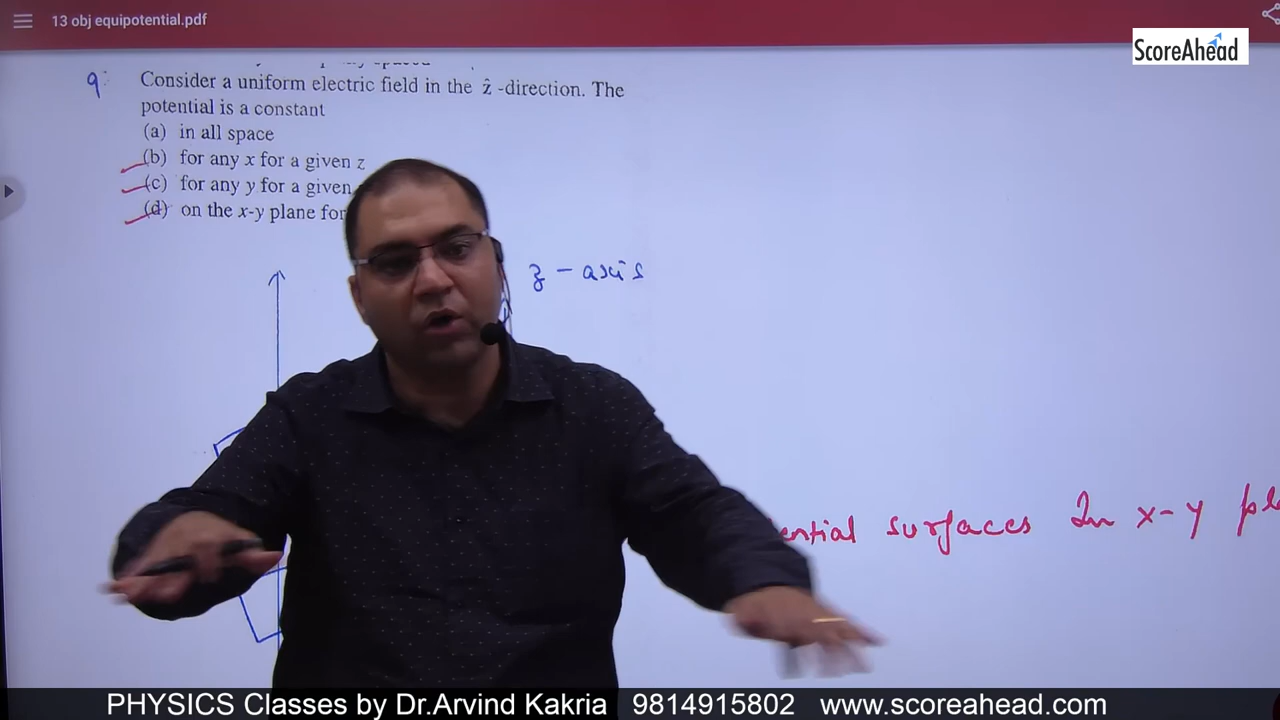 13 obj equipotential.pdf
ScoreAhead
9.
Consider a uniform electric field in the ẑ -direction. The
potential is a constant
(a) in all space
(b) for any x for a given z
(c) for any y for a given
(d) on the x-y plane for
z - axis
ential surfaces In x-y pl
PHYSICS Classes by Dr.Arvind Kakria 9814915802 www.scoreahead.com